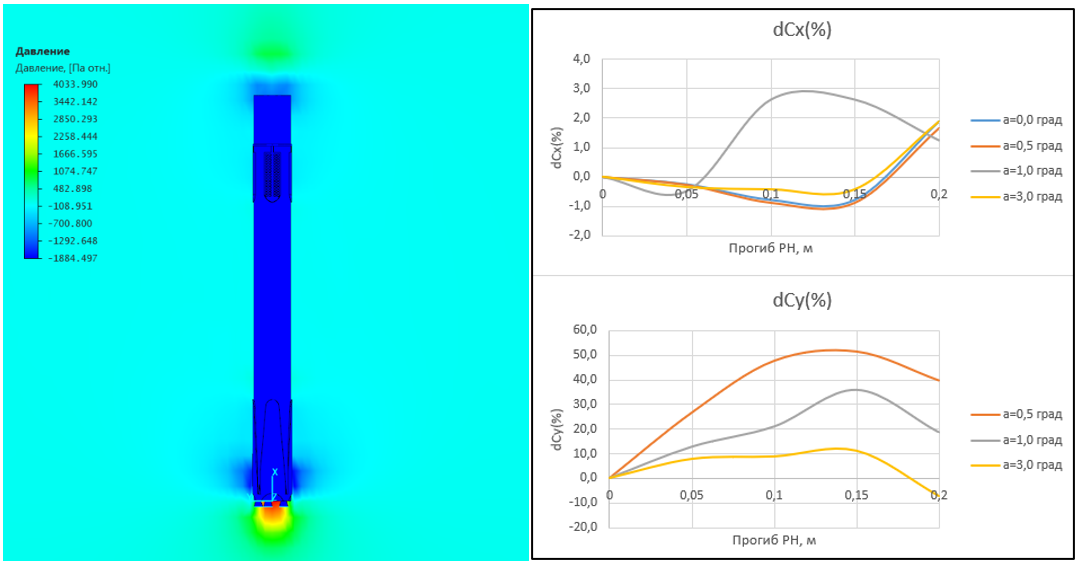 Давление
Давление, [Па отн.]
4033.990
3442.142
2850.293
2258.444
1666.595
1074.747
482.898
-108.951
-700.800
-1292.648
-1884.497
X
Z
dCx(%)
4,0
3,0
2,0
1,0
0,0
-1,0
-2,0
dCx(%)
0
0,05
0,1
0,15
0,2
Прогиб РН, м
a=0,0 град
a=0,5 град
a=1,0 град
a=3,0 град
dCy(%)
60,0
50,0
40,0
30,0
20,0
10,0
0,0
-10,0
-20,0
dCy(%)
0
0,05
0,1
0,15
0,2
Прогиб РН, м
a=0,5 град
a=1,0 град
a=3,0 град